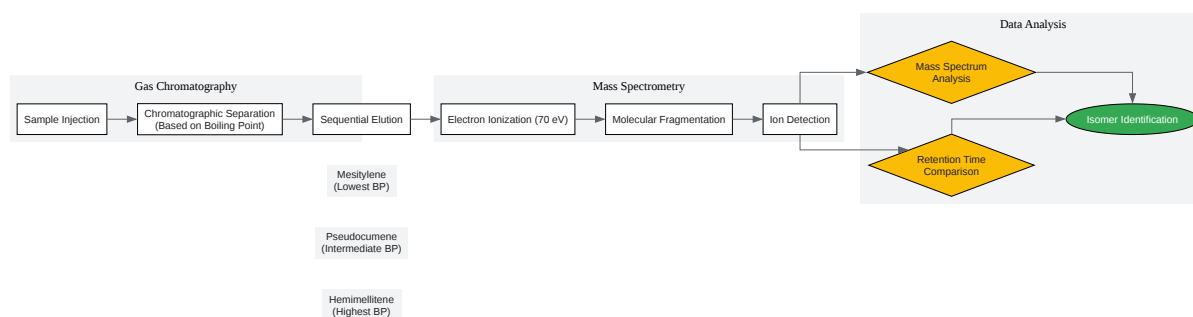 Data Analysis
Gas Chromatography
Mass Spectrometry
Sample Injection
Chromatographic Separation
(Based on Boiling Point)
Sequential Elution
Electron Ionization (70 eV)
Molecular Fragmentation
Ion Detection
Mass Spectrum
Analysis
Isomer Identification
Retention Time
Comparison
Mesitylene
(Lowest BP)
Pseudocumene
(Intermediate BP)
Hemimellitene
(Highest BP)